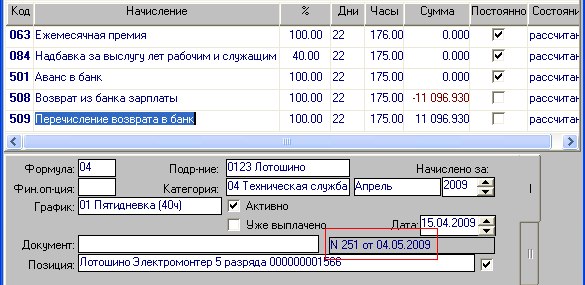 Код Начисление % Дни Часы Сумма Постоянно Состояни
063 Ежемесячная премия 100.00 22 176.00 0.000 рассчитан
084 Надбавка за выслугу лет рабочим и служащим 40.00 22 175.00 0.000 рассчитан
501 Аванс в банк 100.00 22 175.00 0.000 рассчитан
508 Возврат из банка зарплаты 100.00 22 175.00 -11 096.930 рассчитан
509 Перечисление возврата в банк 100.00 22 175.00 11 096.930 рассчитан
Формула: 04 Подр-ние: 0123 Лотошино Начислено за:
Фин.оп-ция: Категория: 04 Техническая служба Апрель 2009
График: 01 Пятидневка (40ч) Активно
Уже выплачено Дата: 15.04.2009
Документ: N 251 от 04.05.2009
Позиция: Лотошино Электромонтер 5 разряда 000000001566